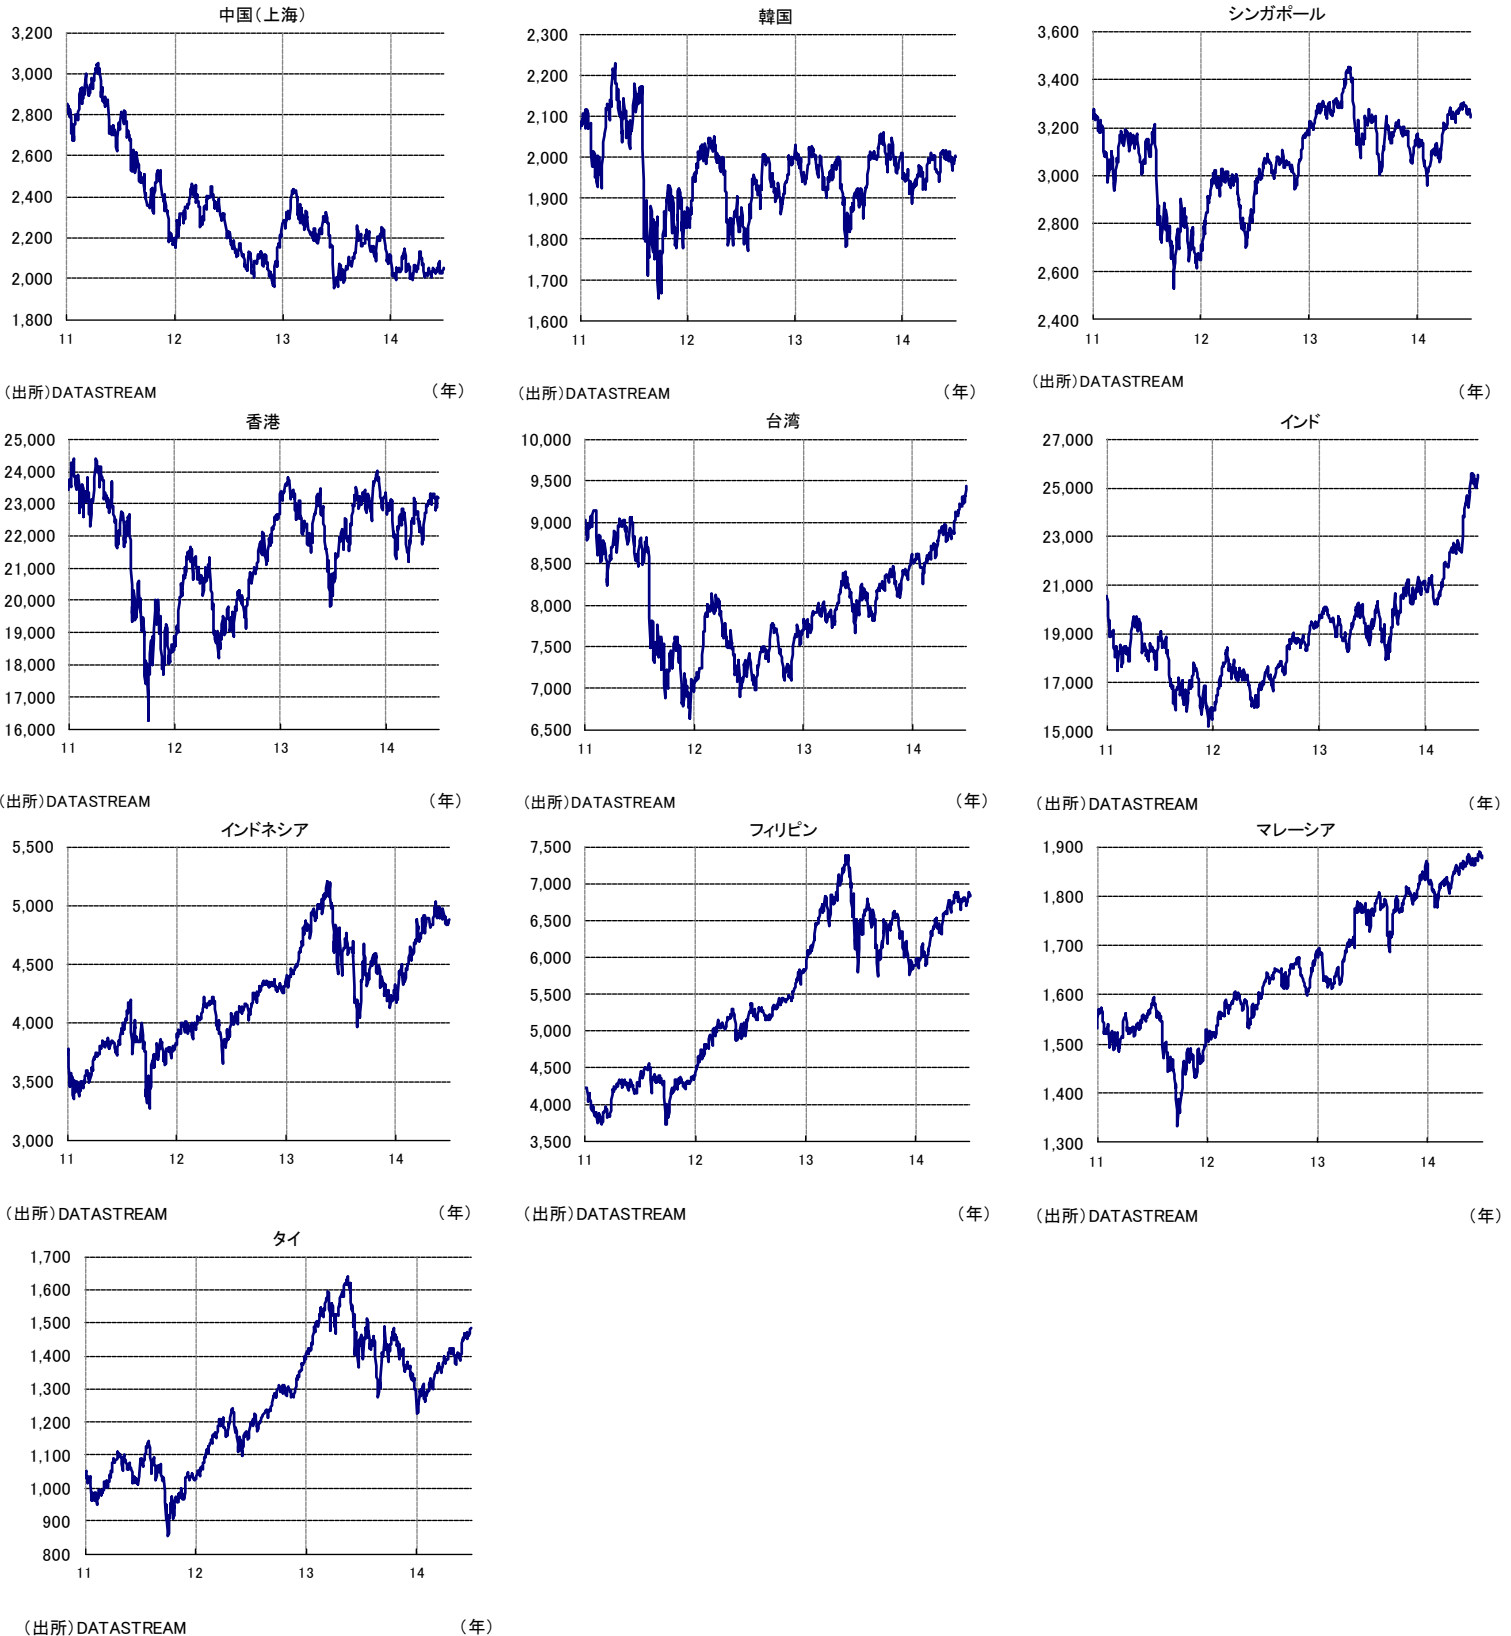 中国(上海)
3,200
3,000
2,800
2,600
2,400
2,200
2,000
1,800
11 12 13 14
(出所)DATASTREAM (年)
韓国
2,300
2,200
2,100
2,000
1,900
1,800
1,700
1,600
11 12 13 14
(出所)DATASTREAM (年)
シンガポール
3,600
3,400
3,200
3,000
2,800
2,600
2,400
11 12 13 14
(出所)DATASTREAM (年)
香港
25,000
24,000
23,000
22,000
21,000
20,000
19,000
18,000
17,000
16,000
11 12 13 14
(出所)DATASTREAM (年)
台湾
10,000
9,500
9,000
8,500
8,000
7,500
7,000
6,500
11 12 13 14
(出所)DATASTREAM (年)
インド
27,000
25,000
23,000
21,000
19,000
17,000
15,000
11 12 13 14
(出所)DATASTREAM (年)
インドネシア
5,500
5,000
4,500
4,000
3,500
3,000
11 12 13 14
(出所)DATASTREAM (年)
フィリピン
7,500
7,000
6,500
6,000
5,500
5,000
4,500
4,000
3,500
11 12 13 14
(出所)DATASTREAM (年)
マレーシア
1,900
1,800
1,700
1,600
1,500
1,400
1,300
11 12 13 14
(出所)DATASTREAM (年)
タイ
1,700
1,600
1,500
1,400
1,300
1,200
1,100
1,000
900
800
11 12 13 14
(出所)DATASTREAM (年)